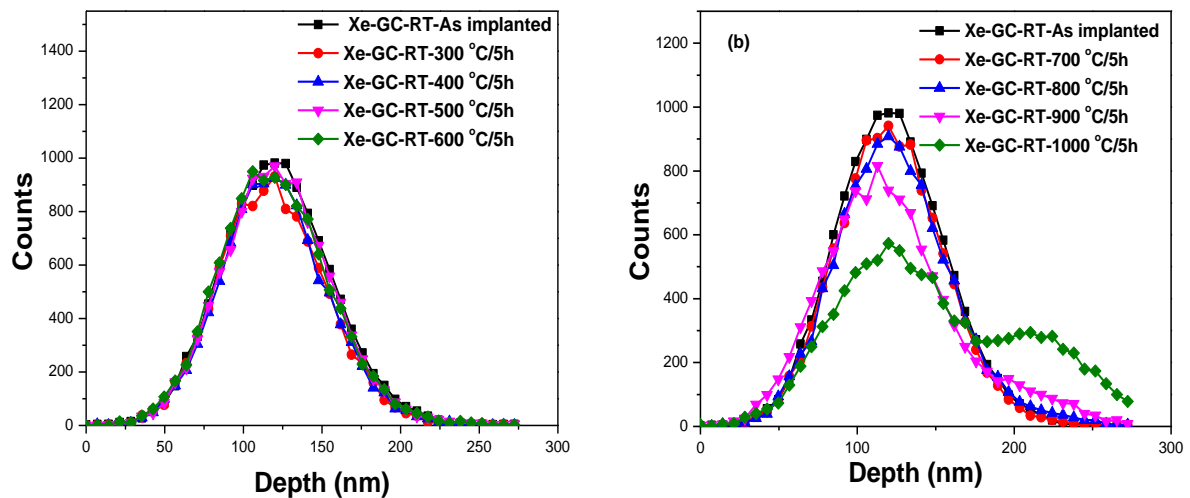 Xe-GC-RT-As implanted
Xe-GC-RT-300 °C/5h
Xe-GC-RT-400 °C/5h
Xe-GC-RT-500 °C/5h
Xe-GC-RT-600 °C/5h
1400
1200
1000
800
600
400
200
0
Counts
0 50 100 150 200 250 300
Depth (nm)
(b)
Xe-GC-RT-As implanted
Xe-GC-RT-700 °C/5h
Xe-GC-RT-800 °C/5h
Xe-GC-RT-900 °C/5h
Xe-GC-RT-1000 °C/5h
1200
1000
800
600
400
200
0
Counts
0 100 200 300
Depth (nm)